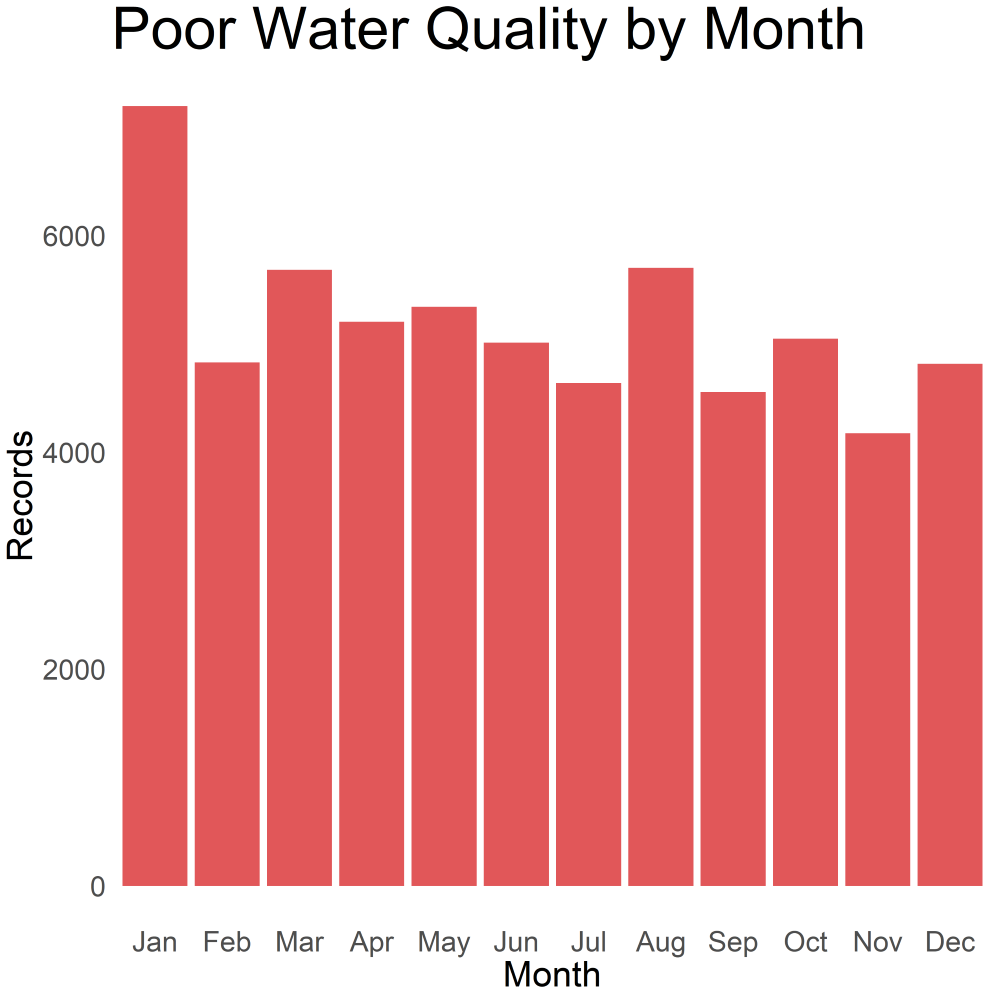 Poor Water Quality by Month
Records
6000
4000
2000
0
Jan Feb Mar Apr May Jun Jul Aug Sep Oct Nov Dec
Month